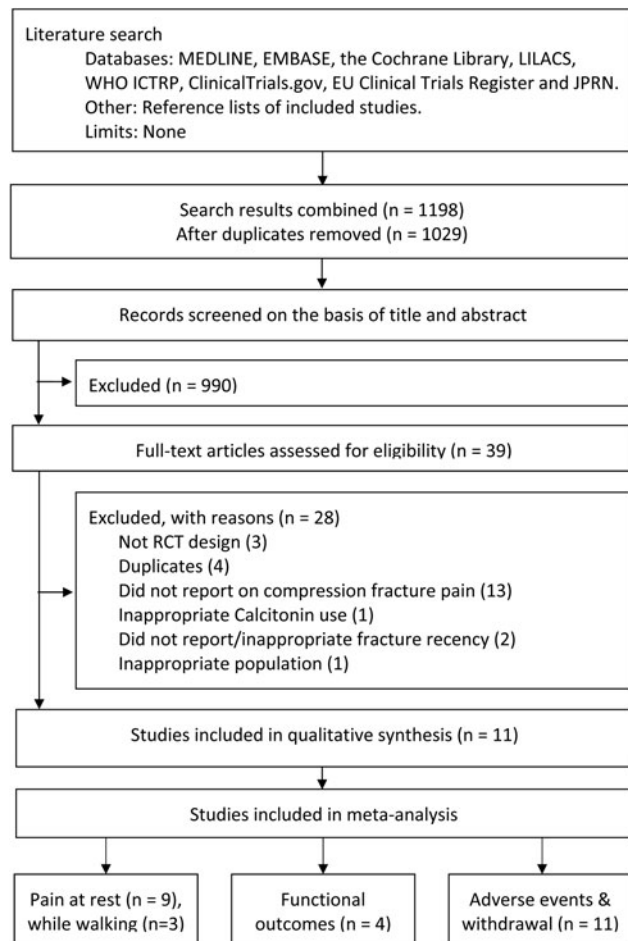 Literature search
Databases: MEDLINE, EMBASE, the Cochrane Library, LILACS,
WHO ICTRP, ClinicalTrials.gov, EU Clinical Trials Register and JPRN.
Other: Reference lists of included studies.
Limits: None
Search results combined (n = 1198)
After duplicates removed (n = 1029)
Records screened on the basis of title and abstract
Excluded (n = 990)
Full-text articles assessed for eligibility (n = 39)
Excluded, with reasons (n = 28)
Not RCT design (3)
Duplicates (4)
Did not report on compression fracture pain (13)
Inappropriate Calcitonin use (1)
Did not report/inappropriate fracture recency (2)
Inappropriate population (1)
Studies included in qualitative synthesis (n = 11)
Studies included in meta-analysis
Pain at rest (n = 9),
while walking (n=3)
Functional
outcomes (n = 4)
Adverse events &
withdrawal (n = 11)